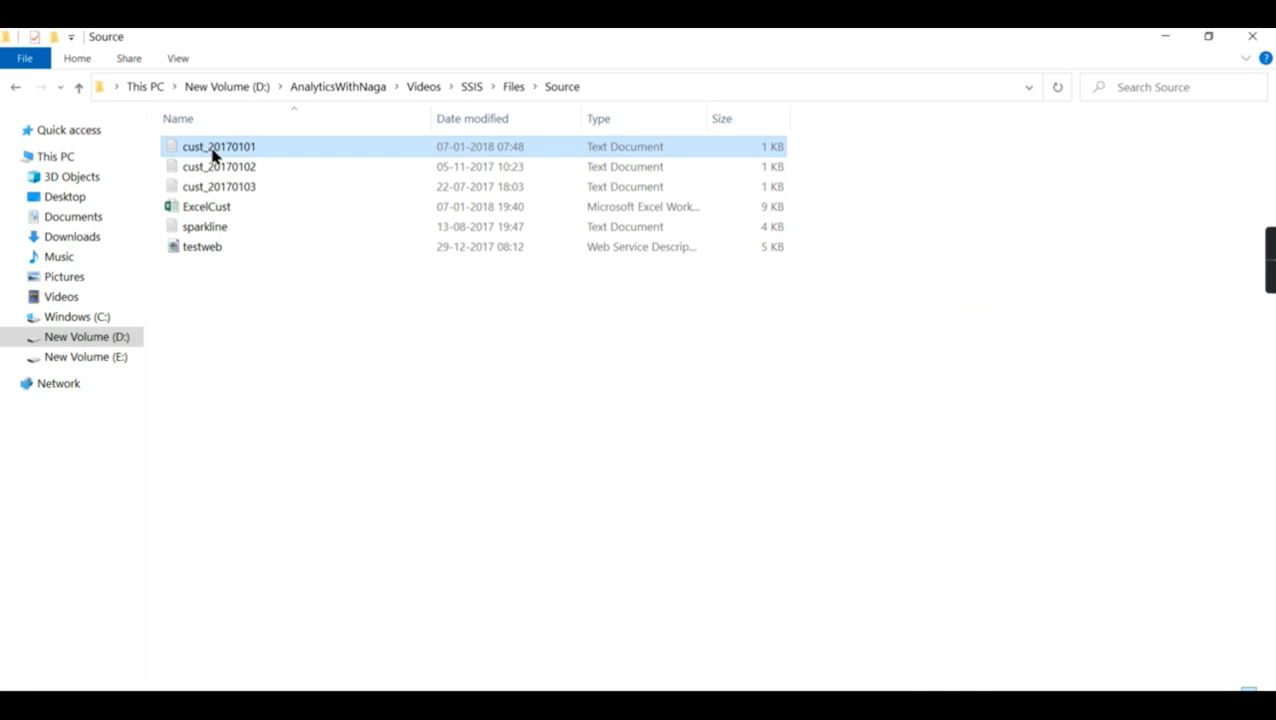 Source
File Home Share View
This PC New Volume (D:) AnalyticsWithNaga Videos SSIS Files Source Search Source
Name Date modified Type Size
Quick access
This PC
3D Objects
Desktop
Documents
Downloads
Music
Pictures
Videos
Windows (C:)
New Volume (D:)
New Volume (E:)
Network
cust_20170101 07-01-2018 07:48 Text Document 1 KB
cust_20170102 05-11-2017 10:23 Text Document 1 KB
cust_20170103 22-07-2017 18:03 Text Document 1 KB
ExcelCust 07-01-2018 19:40 Microsoft Excel Work... 9 KB
sparkline 13-08-2017 19:47 Text Document 4 KB
testweb 29-12-2017 08:12 Web Service Descrip... 5 KB